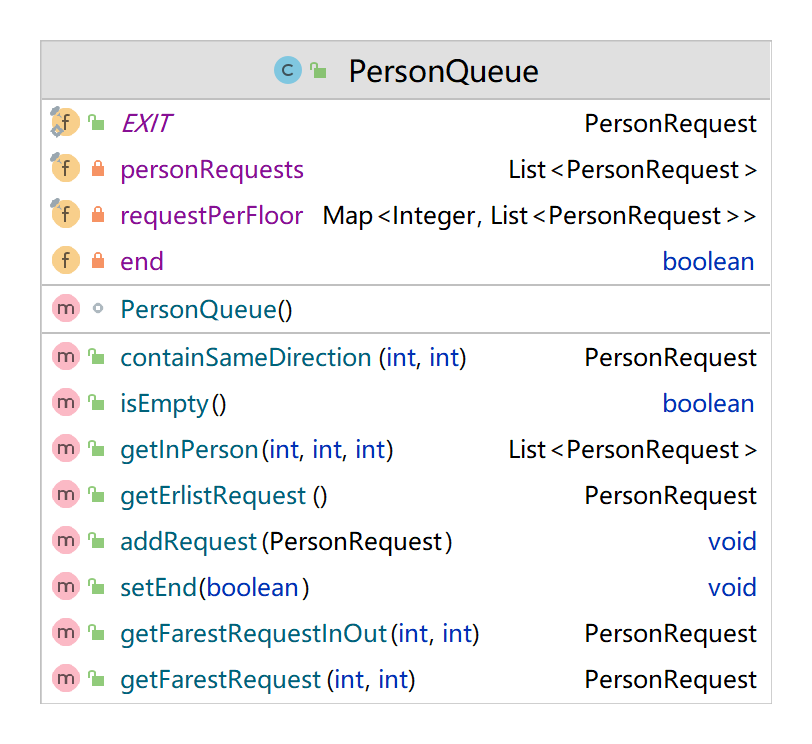 C PersonQueue
f EXIT PersonRequest
f personRequests List<PersonRequest>
f requestPerFloor Map<Integer, List<PersonRequest>>
f end boolean
m PersonQueue()
m containSameDirection(int, int) PersonRequest
m isEmpty() boolean
m getInPerson(int, int, int) List<PersonRequest>
m getErlistRequest() PersonRequest
m addRequest(PersonRequest) void
m setEnd(boolean) void
m getFarestRequestInOut(int, int) PersonRequest
m getFarestRequest(int, int) PersonRequest